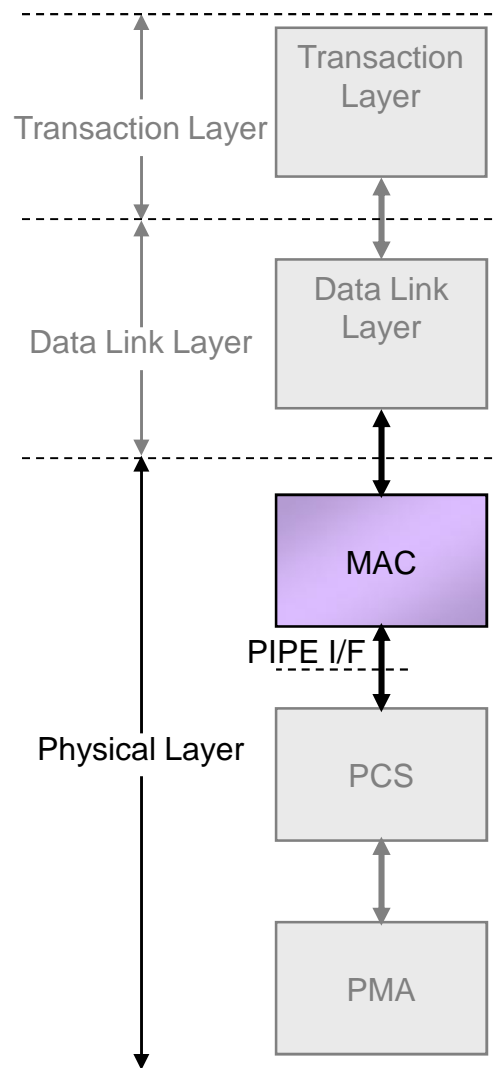 Transaction
Layer
Transaction Layer
Data Link
Layer
Data Link Layer
MAC
PIPE I/F
Physical Layer
PCS
PMA